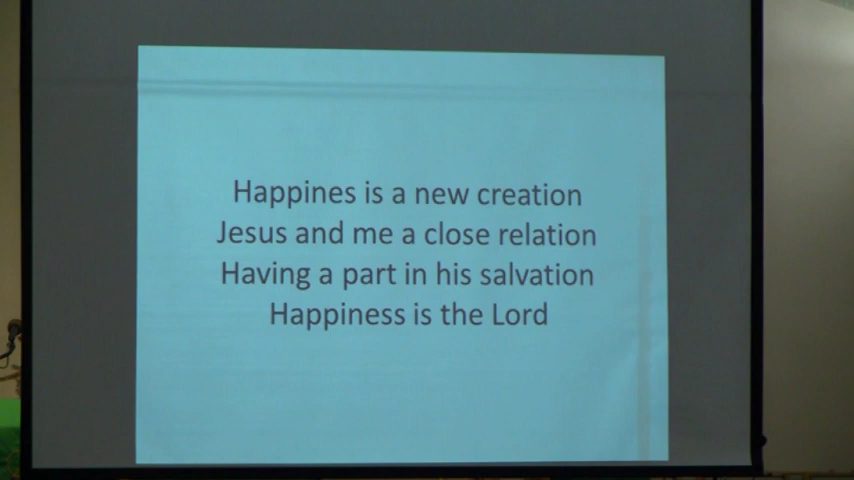 Happines is a new creation
Jesus and me a close relation
Having a part in his salvation
Happiness is the Lord